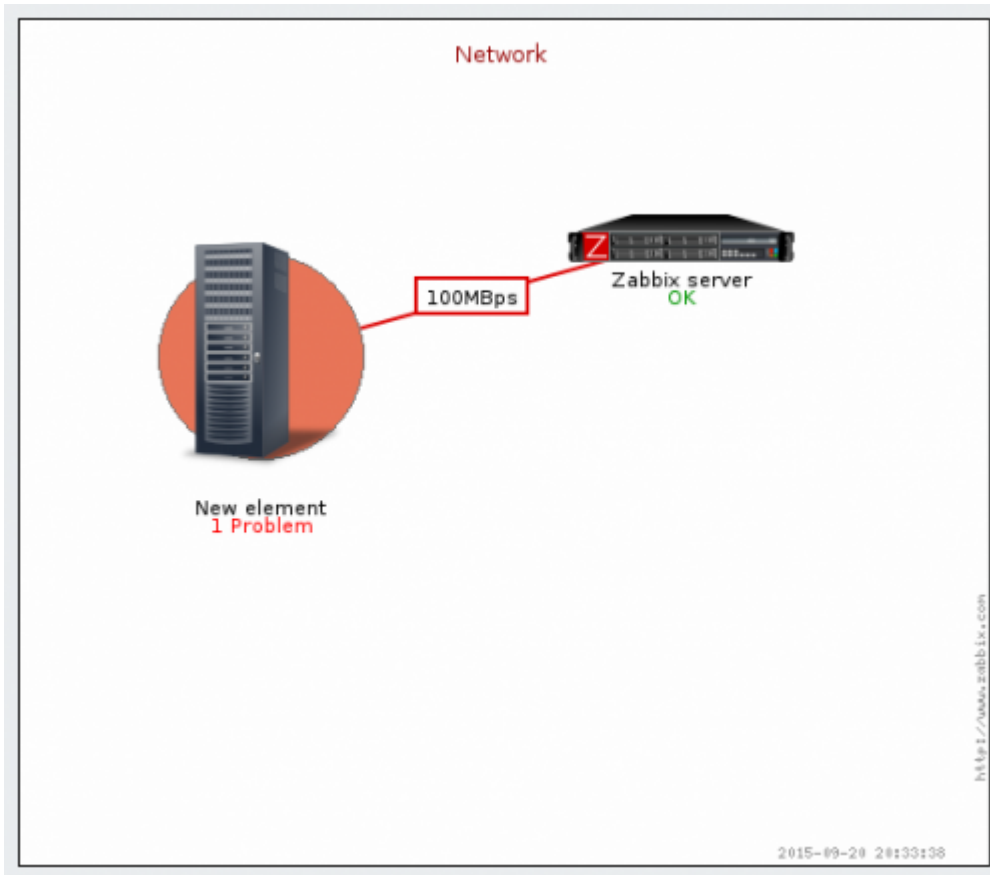 Network
Z
Zabbix server
OK
100MBps
New element
1 Problem
http://www.zabbix.com
2015-09-20 20:33:38